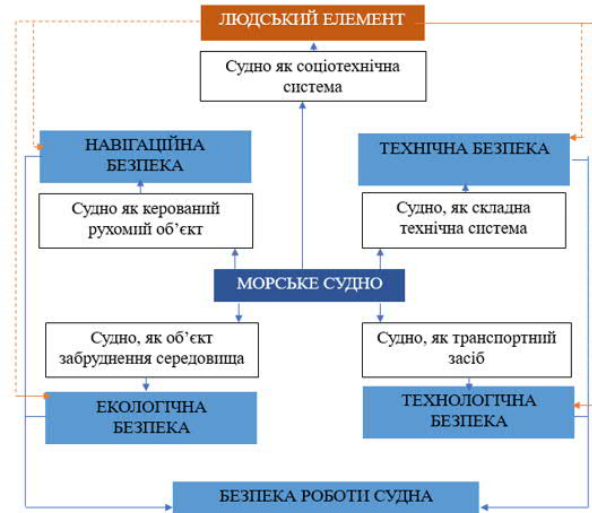 ЛЮДСЬКИЙ ЕЛЕМЕНТ
Судно як соціотехнічна
система
НАВІГАЦІЙНА
БЕЗПЕКА
ТЕХНІЧНА БЕЗПЕКА
Судно як керований
рухомий об’єкт
Судно, як складна
технічна система
МОРСЬКЕ СУДНО
Судно, як об’єкт
забруднення середовища
Судно, як транспортний
засіб
ЕКОЛОГІЧНА
БЕЗПЕКА
ТЕХНОЛОГІЧНА
БЕЗПЕКА
БЕЗПЕКА РОБОТИ СУДНА